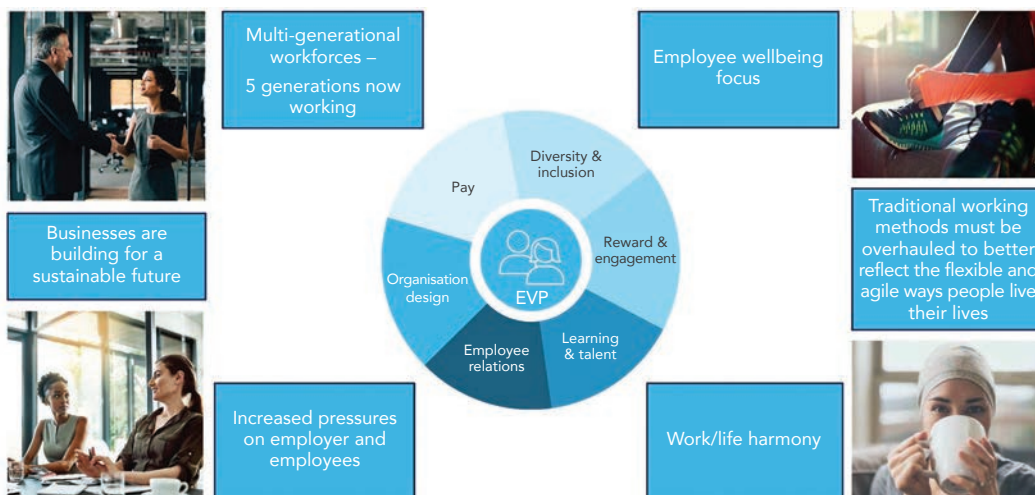 Multi-generational
workforces –
5 generations now
working
Employee wellbeing
focus
Businesses are
building for a
sustainable future
Traditional working
methods must be
overhauled to better
reflect the flexible and
agile ways people live
their lives
Increased pressures
on employer and
employees
Work/life harmony
Pay
Diversity &
inclusion
Reward &
engagement
Learning
& talent
Employee
relations
Organisation
design
EVP